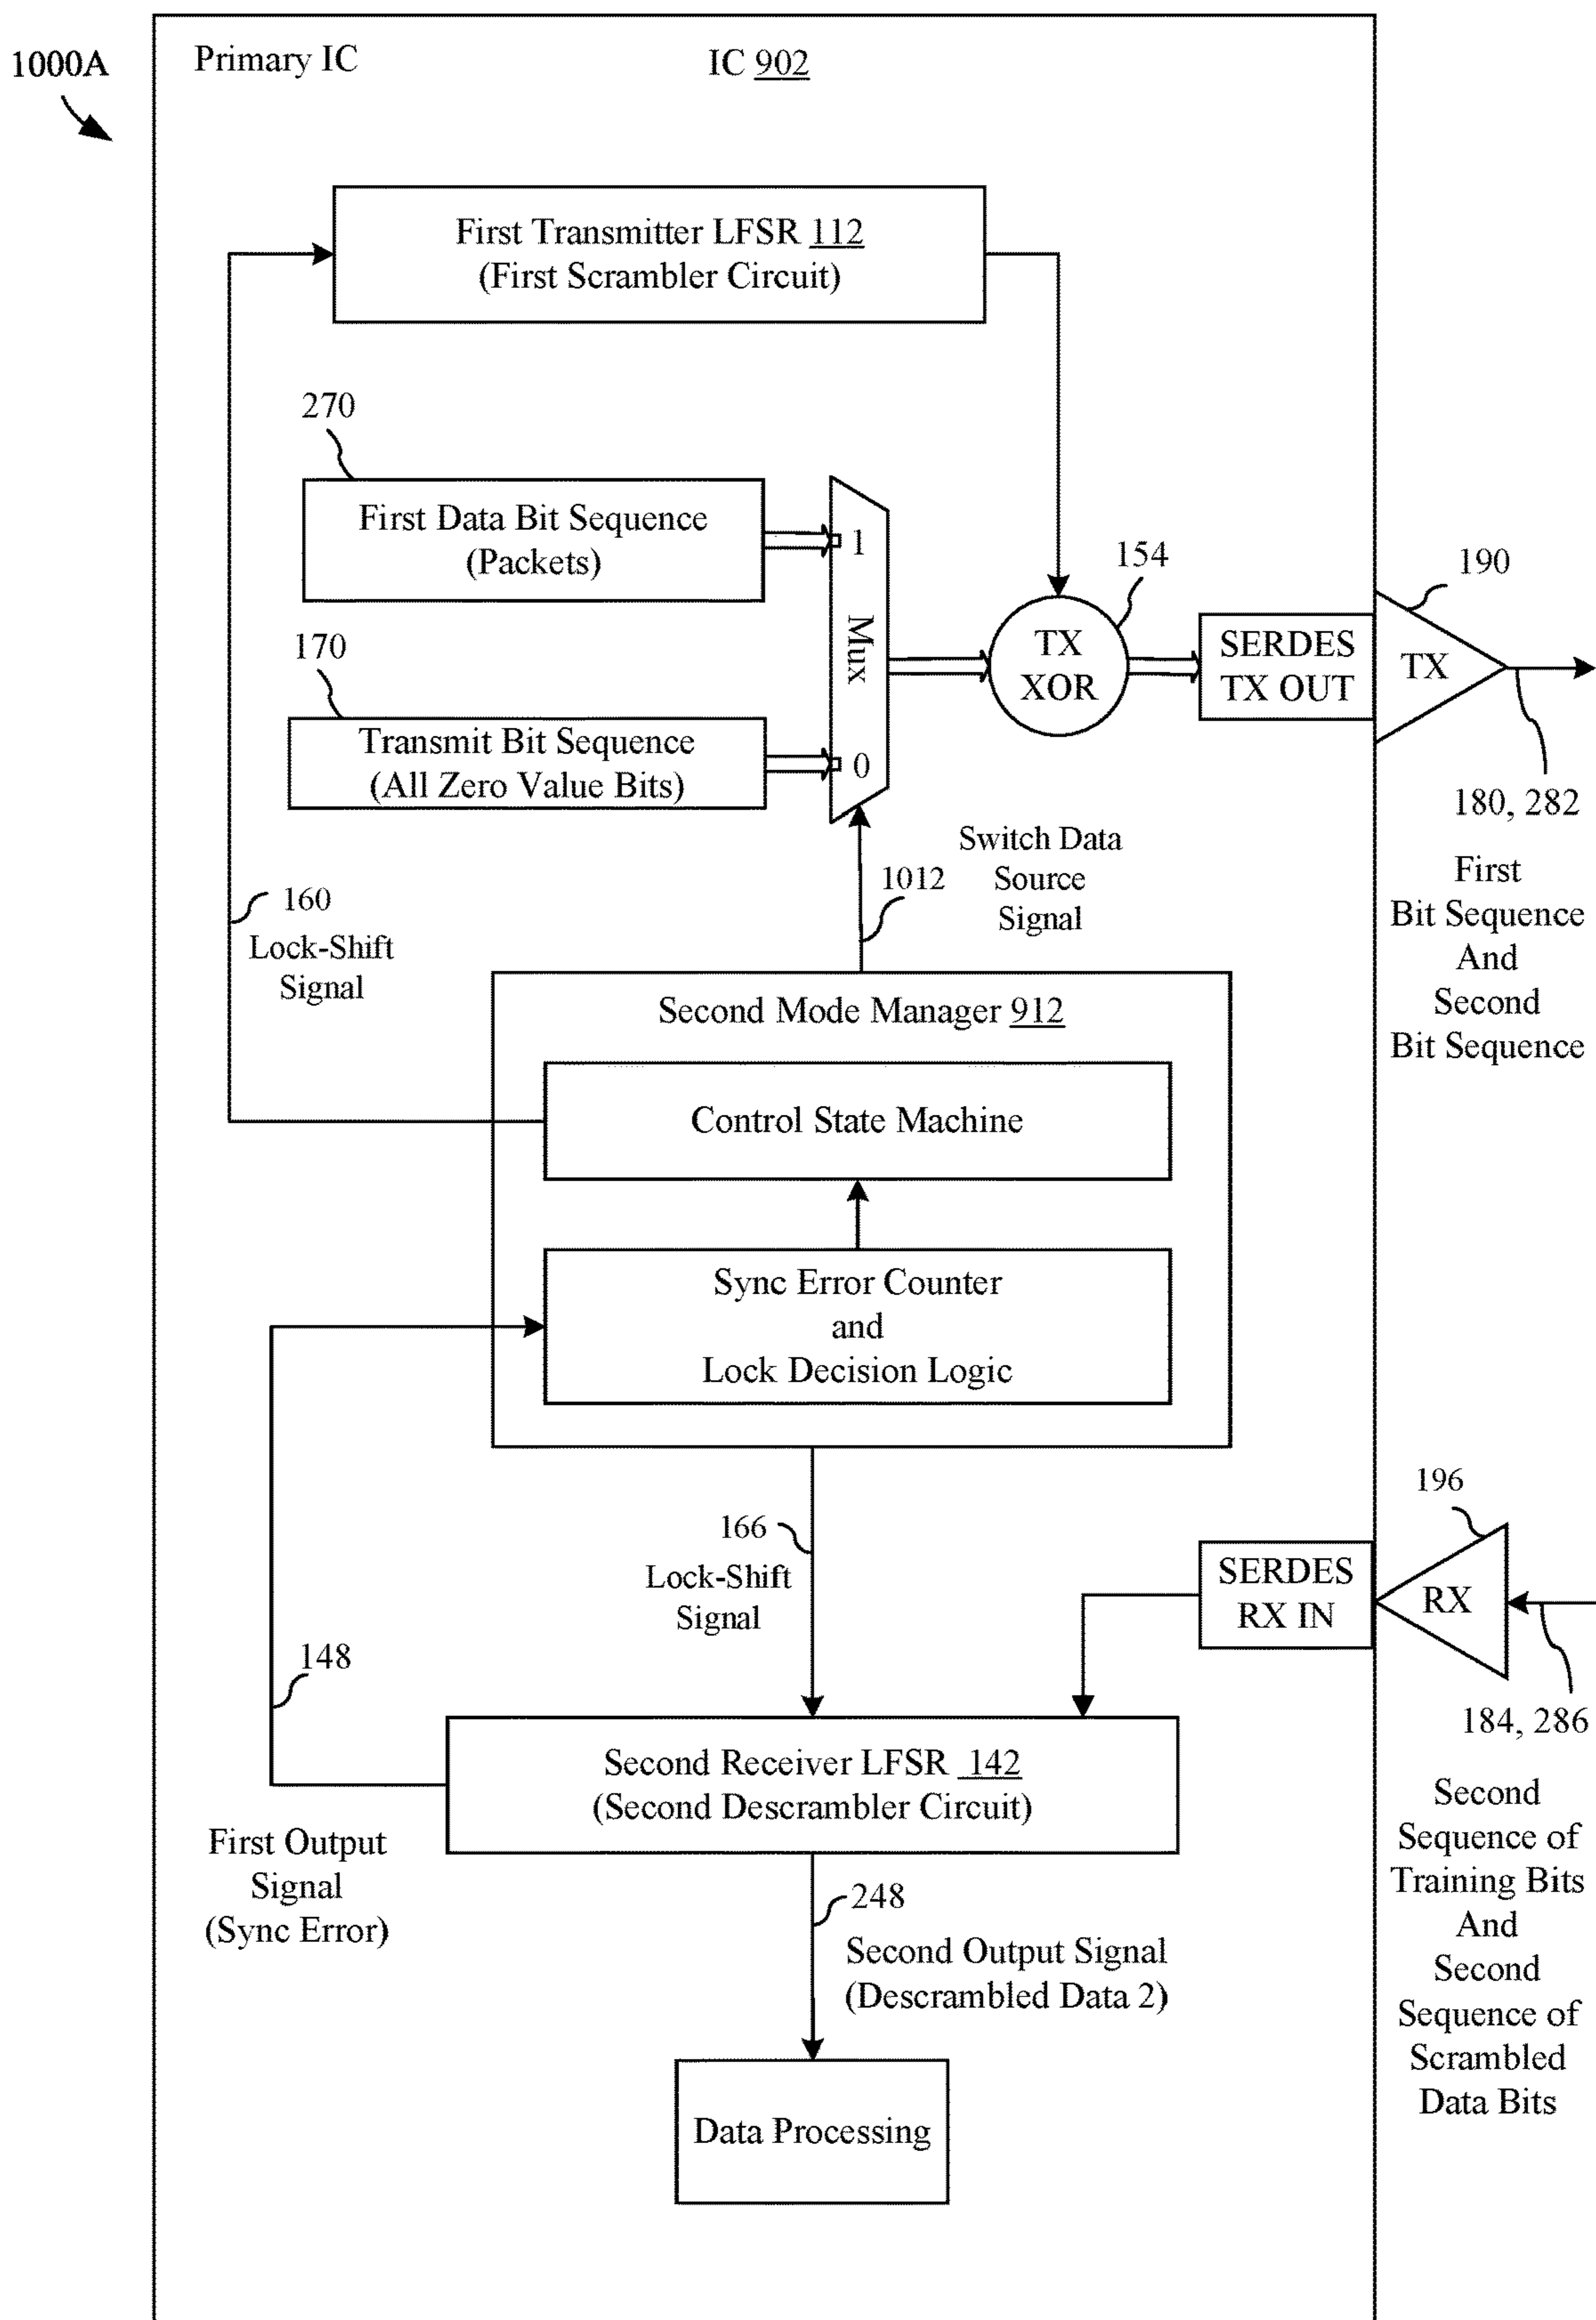 1000A
Primary IC
IC 902
First Transmitter LFSR 112
(First Scrambler Circuit)
270
First Data Bit Sequence
(Packets)
1
Mux
0
170
Transmit Bit Sequence
(All Zero Value Bits)
154
TX
XOR
SERDES
TX OUT
190
TX
180, 282
First
Bit Sequence
And
Second
Bit Sequence
160
Lock-Shift
Signal
1012
Switch Data
Source
Signal
Second Mode Manager 912
Control State Machine
Sync Error Counter
and
Lock Decision Logic
166
Lock-Shift
Signal
196
SERDES
RX IN
RX
184, 286
Second
Sequence of
Training Bits
And
Second
Sequence of
Scrambled
Data Bits
148
First Output
Signal
(Sync Error)
Second Receiver LFSR 142
(Second Descrambler Circuit)
248
Second Output Signal
(Descrambled Data 2)
Data Processing